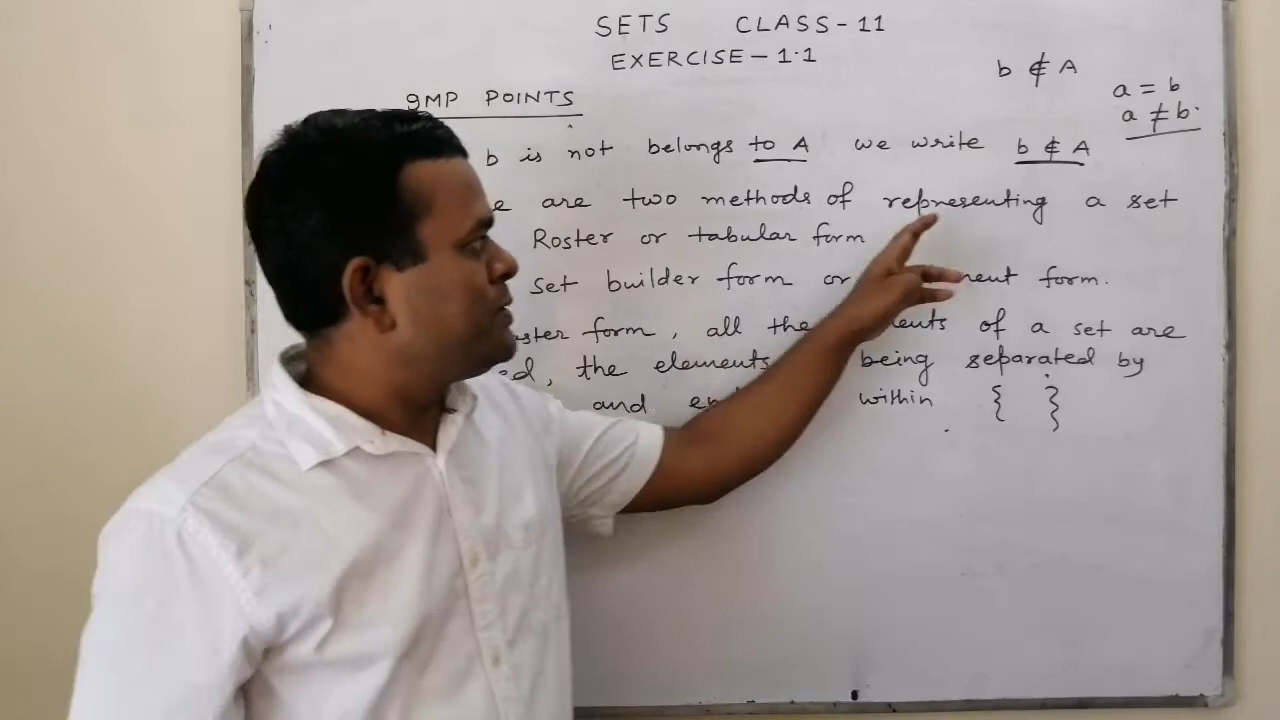 SETS CLASS-11
EXERCISE-1.1
b ∉ A
a = b
a ≠ b.
IMP POINTS
b is not belongs to A we write b ∉ A
are two methods of representing a set
Roster or tabular form
Set builder form or form.
form, all the of a set are
the elements being separated by
and within { }